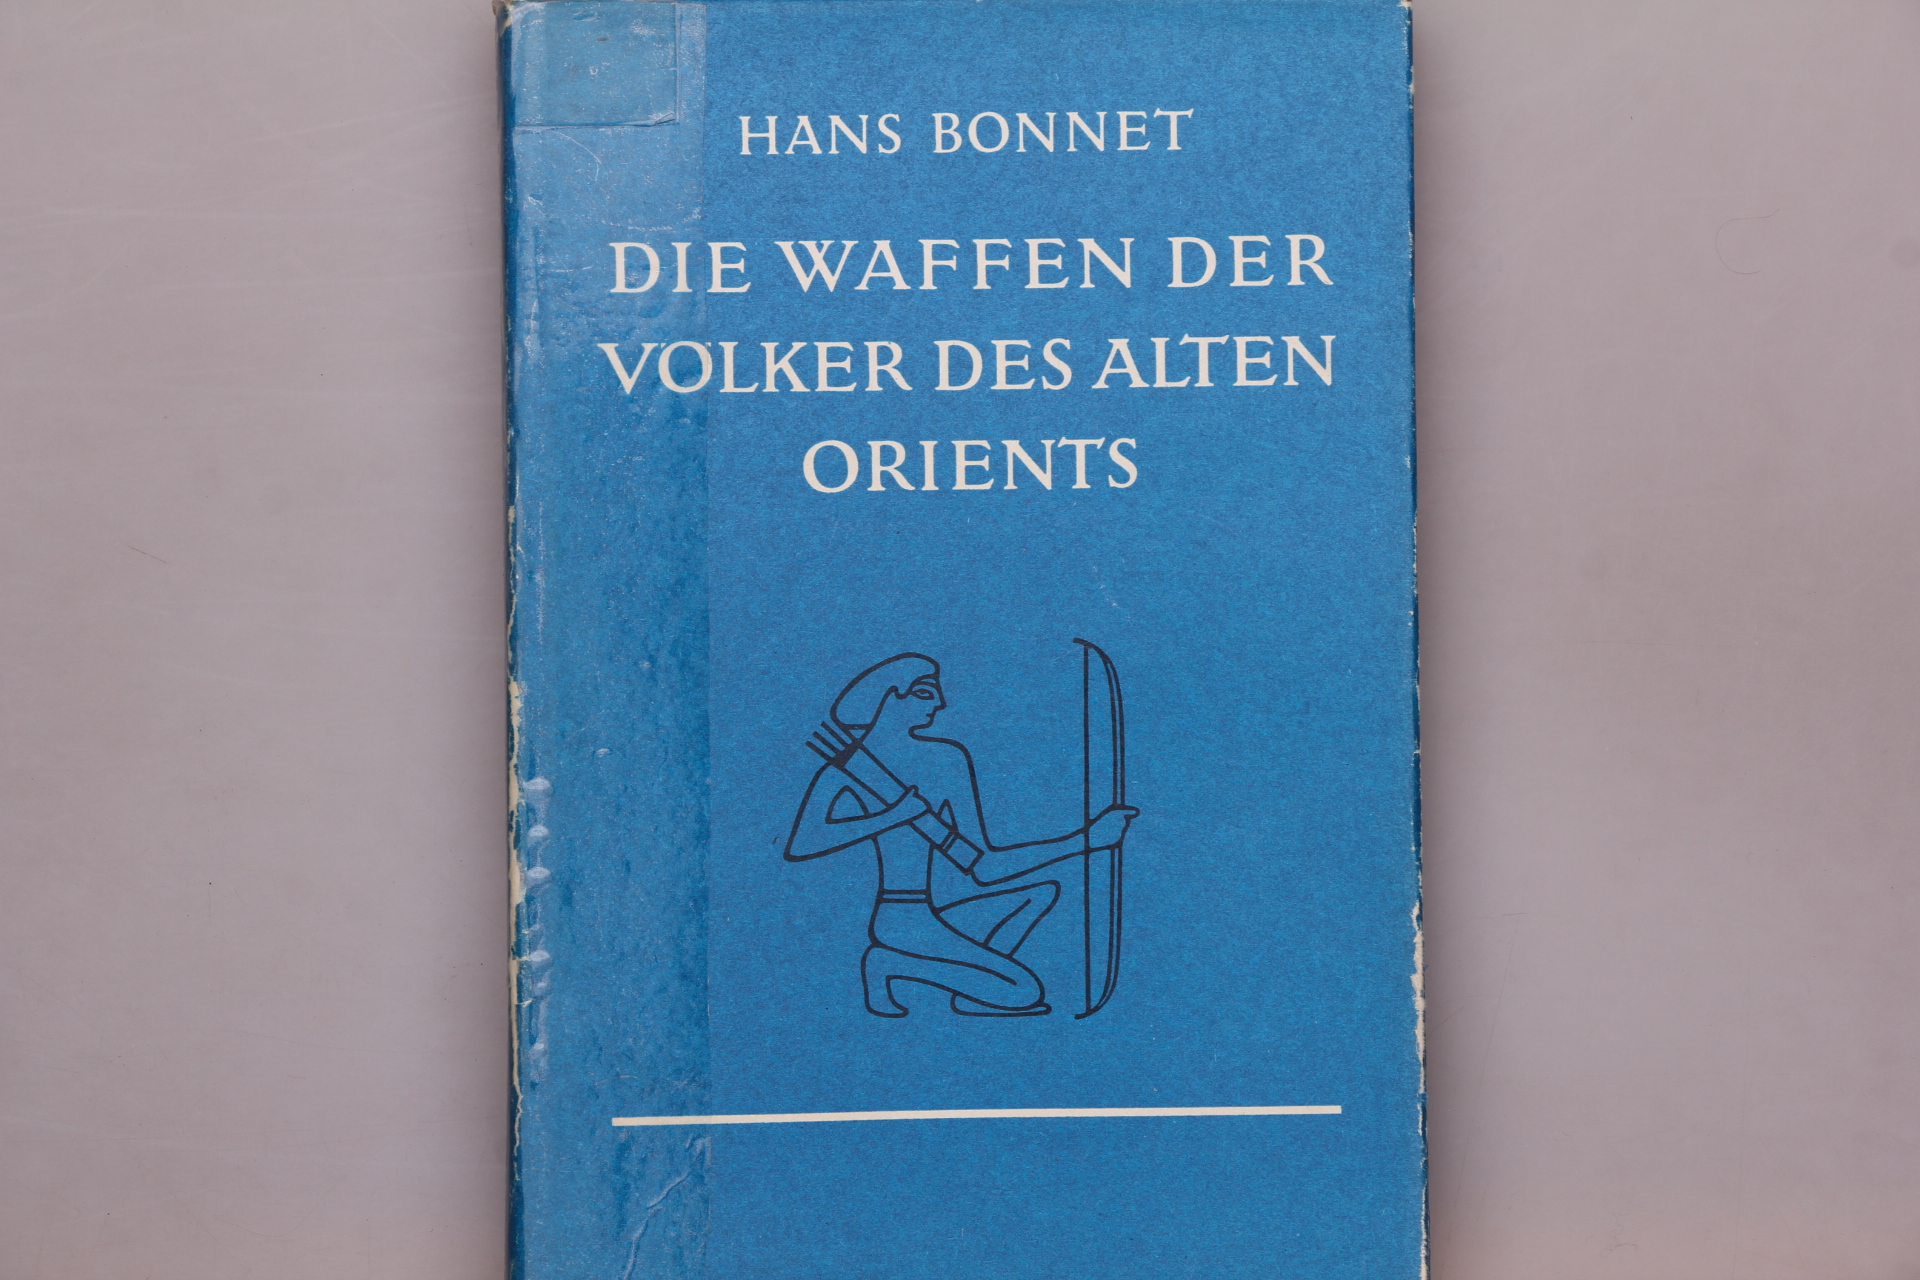 HANS BONNET
DIE WAFFEN DER
VÖLKER DES ALTEN
ORIENTS